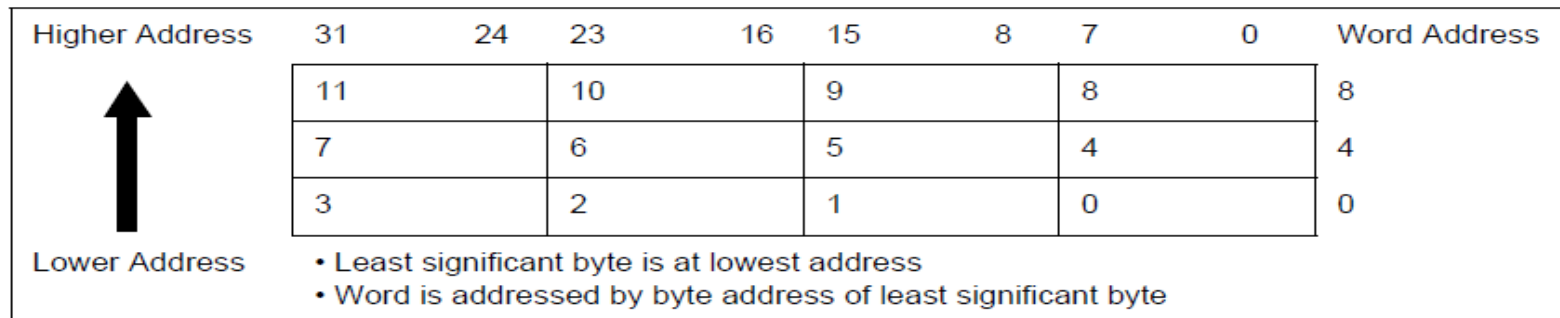 Higher Address 31 24 23 16 15 8 7 0 Word Address
11 10 9 8 8
7 6 5 4 4
3 2 1 0 0
Lower Address • Least significant byte is at lowest address
• Word is addressed by byte address of least significant byte